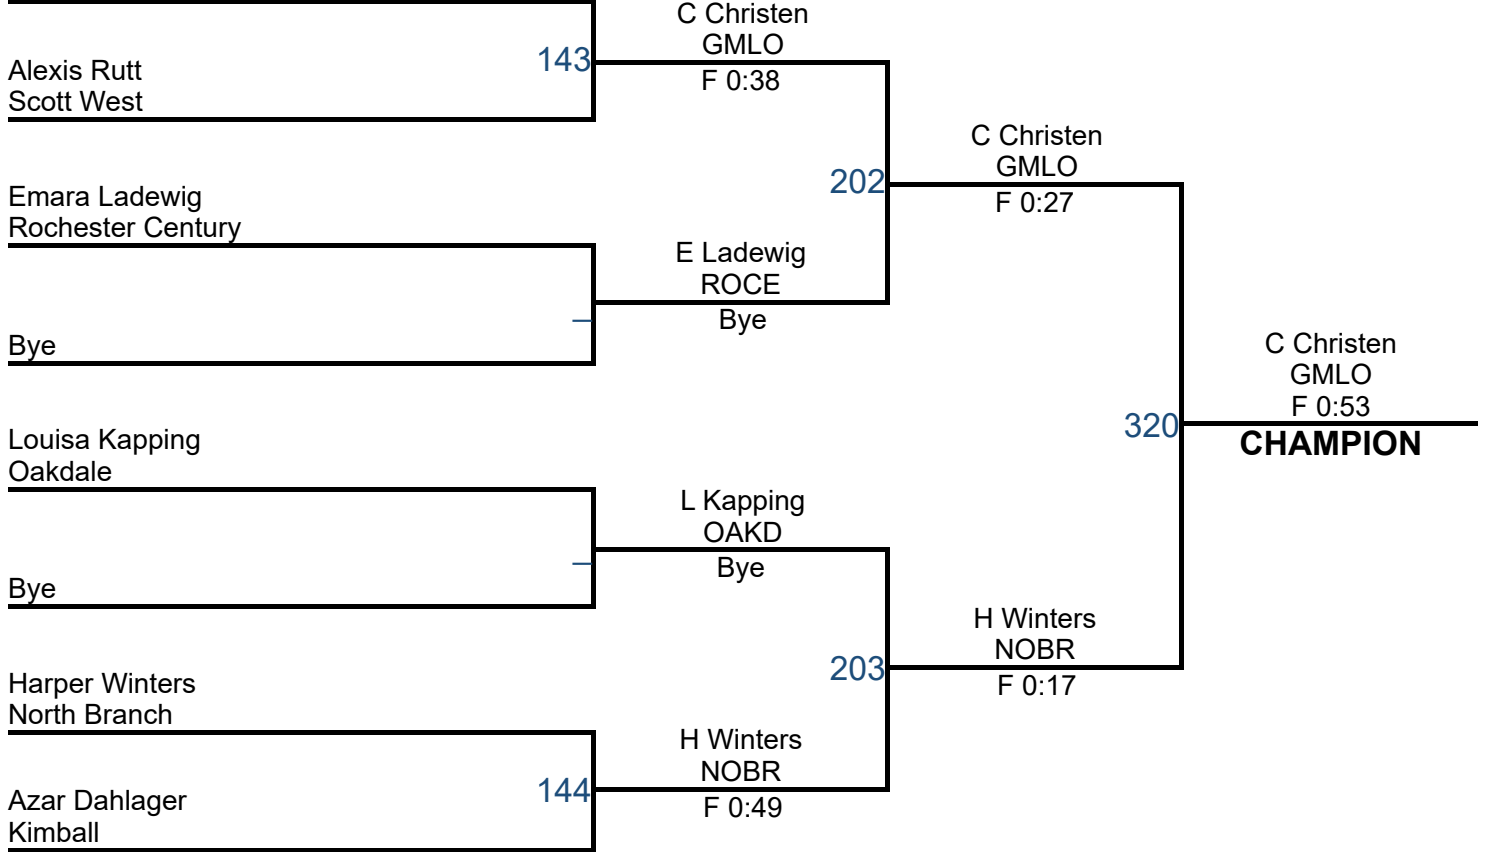 Alexis Rutt
Scott West
143
C Christen
GMLO
F 0:38
Emara Ladewig
Rochester Century
Bye
–
E Ladewig
ROCE
Bye
202
C Christen
GMLO
F 0:27
Louisa Kapping
Oakdale
Bye
–
L Kapping
OAKD
Bye
Harper Winters
North Branch
Azar Dahlager
Kimball
144
H Winters
NOBR
F 0:49
203
H Winters
NOBR
F 0:17
320
C Christen
GMLO
F 0:53
CHAMPION